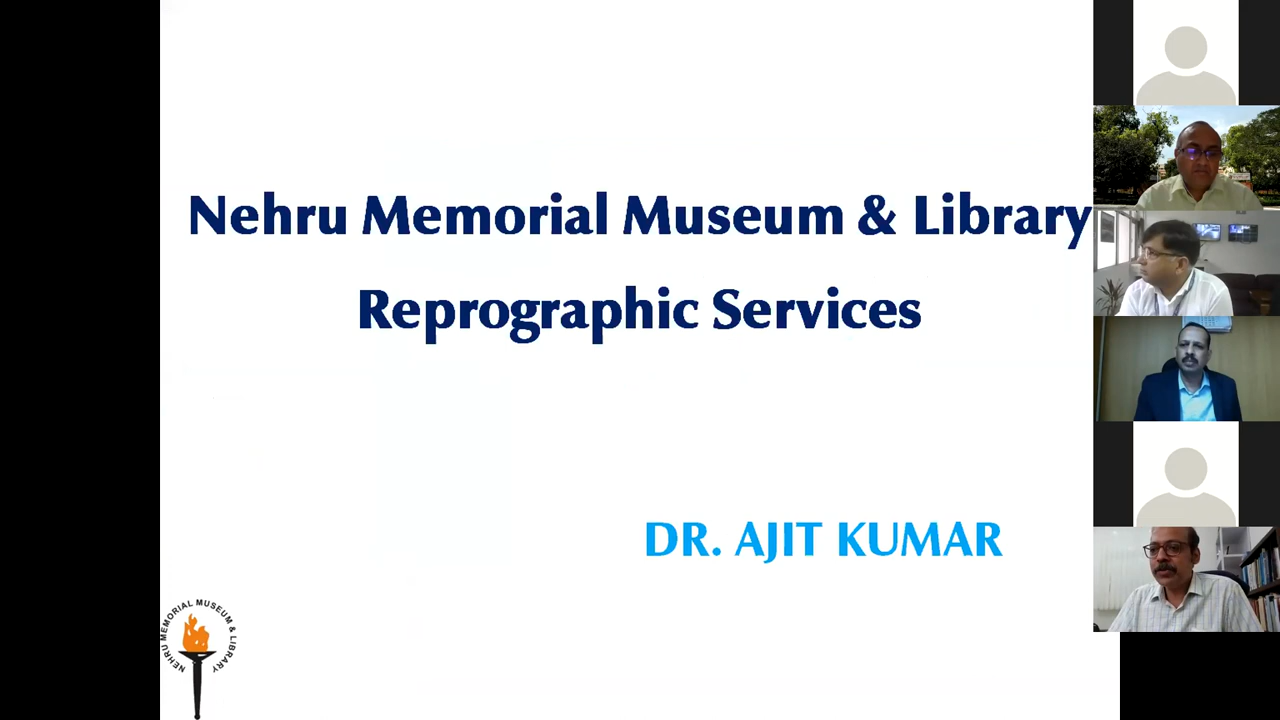 Nehru Memorial Museum & Library
Reprographic Services
DR. AJIT KUMAR
NEHRU MEMORIAL MUSEUM & LIBRARY